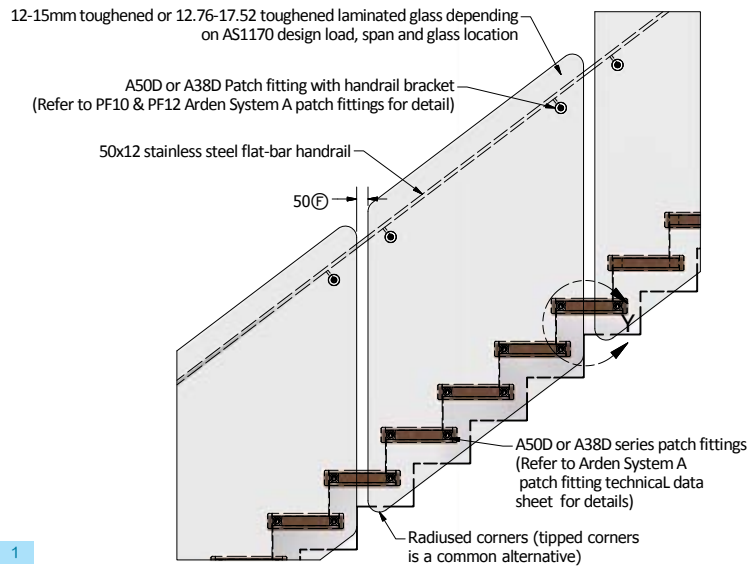 12-15mm toughened or 12.76-17.52 toughened laminated glass depending
on AS1170 design load, span and glass location
A50D or A38D Patch fitting with handrail bracket
(Refer to PF10 & PF12 Arden System A patch fittings for detail)
50x12 stainless steel flat-bar handrail
50Ⓕ
Y
A50D or A38D series patch fittings
(Refer to Arden System A
patch fitting technicaL data
sheet for details)
Radiused corners (tipped corners
is a common alternative)
1